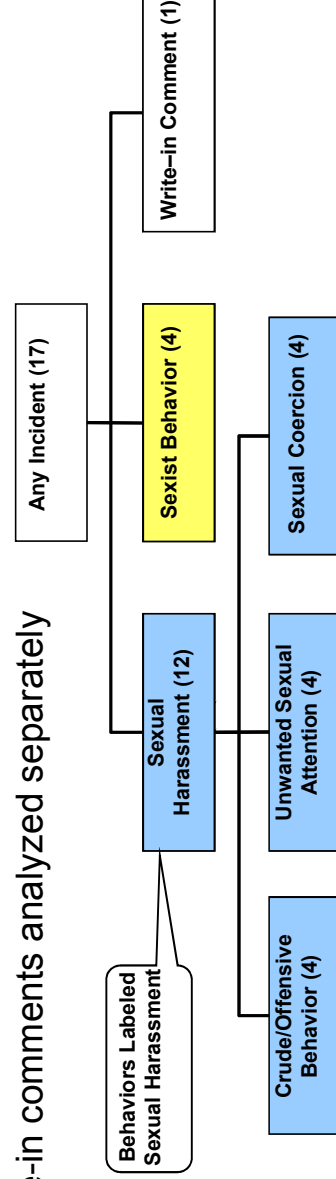 e-in comments analyzed separately
Any Incident (17)
Behaviors Labeled
Sexual Harassment
Sexual
Harassment (12)
Sexist Behavior (4)
Write–in Comment (1)
Crude/Offensive
Behavior (4)
Unwanted Sexual
Attention (4)
Sexual Coercion (4)